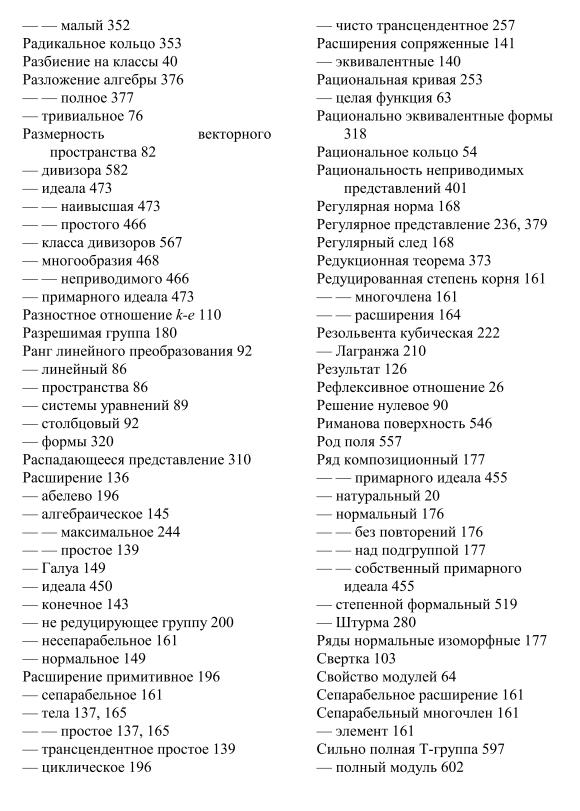 — — малый 352
Радикальное кольцо 353
Разбиение на классы 40
Разложение алгебры 376
— — полное 377
— тривиальное 76
Размерность векторного
пространства 82
— дивизора 582
— идеала 473
— — наивысшая 473
— — простого 466
— класса дивизоров 567
— многообразия 468
— — неприводимого 466
— примарного идеала 473
Разностное отношение k-е 110
Разрешимая группа 180
Ранг линейного преобразования 92
— линейный 86
— пространства 86
— системы уравнений 89
— столбцовый 92
— формы 320
Распадающееся представление 310
Расширение 136
— абелево 196
— алгебраическое 145
— — максимальное 244
— — простое 139
— Галуа 149
— идеала 450
— конечное 143
— не редуцирующее группу 200
— несепарабельное 161
— нормальное 149
Расширение примитивное 196
— сепарабельное 161
— тела 137, 165
— — простое 137, 165
— трансцендентное простое 139
— циклическое 196
— чисто трансцендентное 257
Расширения сопряженные 141
— эквивалентные 140
Рациональная кривая 253
— целая функция 63
Рационально эквивалентные формы
318
Рациональное кольцо 54
Рациональность неприводимых
представлений 401
Регулярная норма 168
Регулярное представление 236, 379
Регулярный след 168
Редукционная теорема 373
Редуцированная степень корня 161
— — многочлена 161
— — расширения 164
Резольвента кубическая 222
— Лагранжа 210
Результат 126
Рефлексивное отношение 26
Решение нулевое 90
Риманова поверхность 546
Род поля 557
Ряд композиционный 177
— — примарного идеала 455
— натуральный 20
— нормальный 176
— — без повторений 176
— — над подгруппой 177
— — собственный примарного
идеала 455
— степенной формальный 519
— Штурма 280
Ряды нормальные изоморфные 177
Свертка 103
Свойство модулей 64
Сепарабельное расширение 161
Сепарабельный многочлен 161
— элемент 161
Сильно полная Т-группа 597
— полный модуль 602